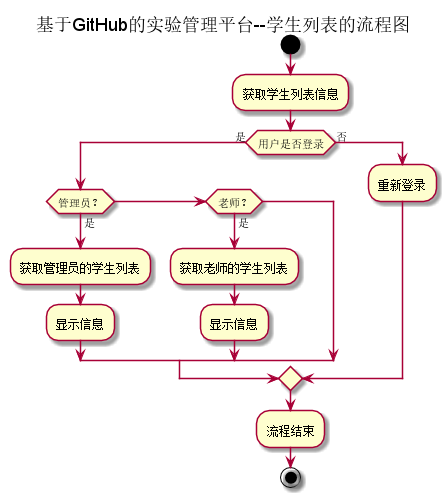 基于GitHub的实验管理平台--学生列表的流程图
获取学生列表信息
是
用户是否登录
否
管理员？
老师？
重新登录
是
是
获取管理员的学生列表
获取老师的学生列表
显示信息
显示信息
流程结束